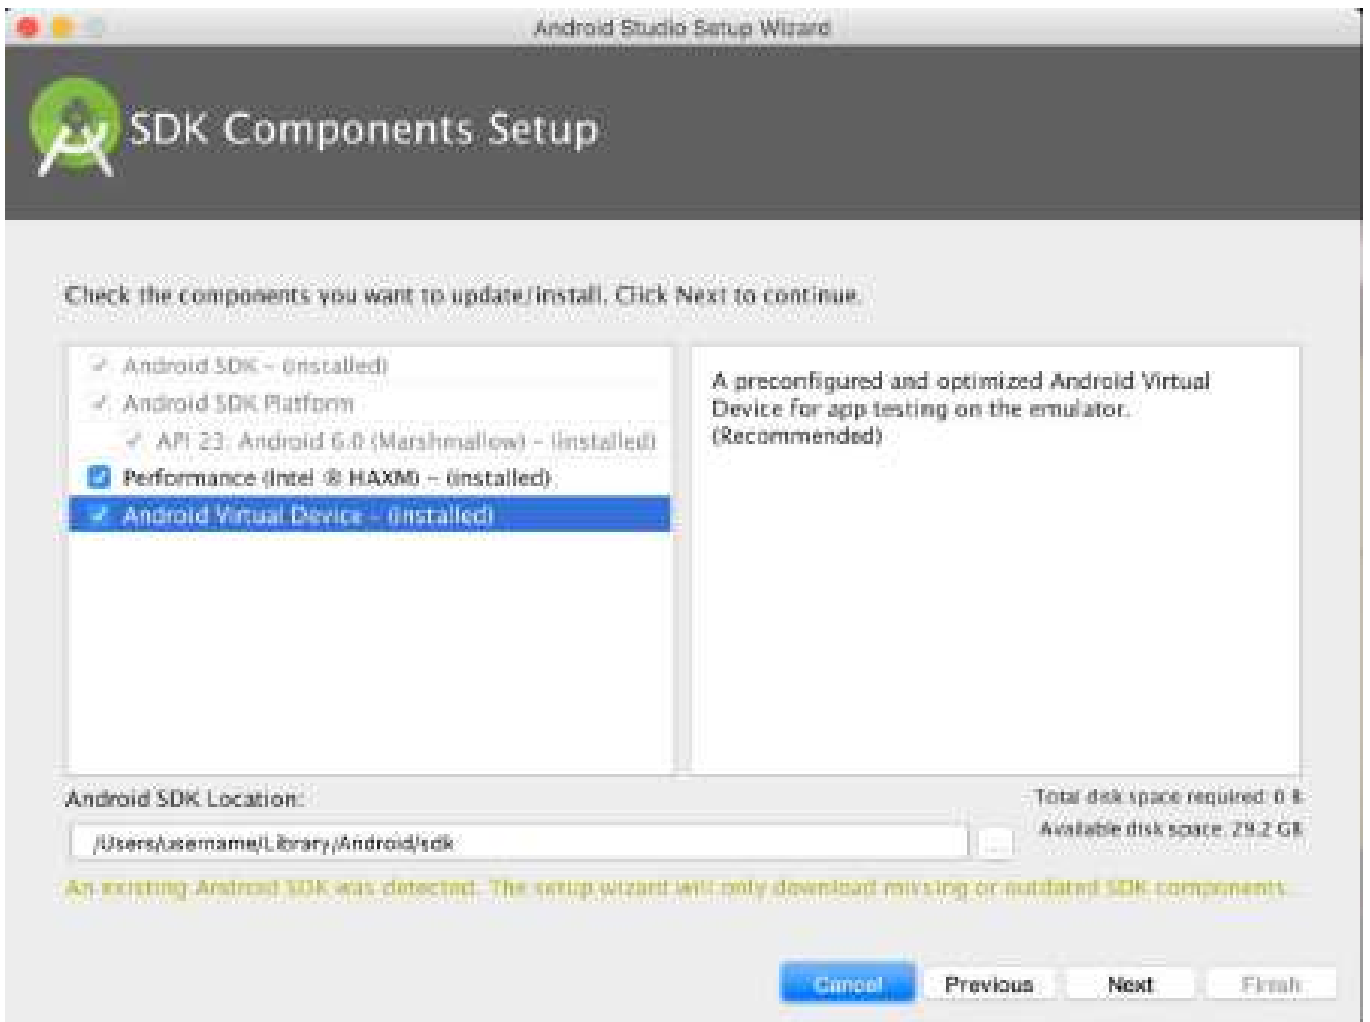 Android Studio Setup Wizard
SDK Components Setup
Check the components you want to update/install. Click Next to continue.
Android SDK – (installed)
Android SDK Platform
API 23: Android 6.0 (Marshmallow) – (installed)
Performance (Intel ® HAXM) – (installed)
Android Virtual Device – (installed)
A preconfigured and optimized Android Virtual
Device for app testing on the emulator.
(Recommended)
Android SDK Location:
Total disk space required: 0 B
/Users/username/Library/Android/sdk
...
Available disk space: 29.2 GB
An existing Android SDK was detected. The setup wizard will only download missing or outdated SDK components.
Cancel
Previous
Next
Finish